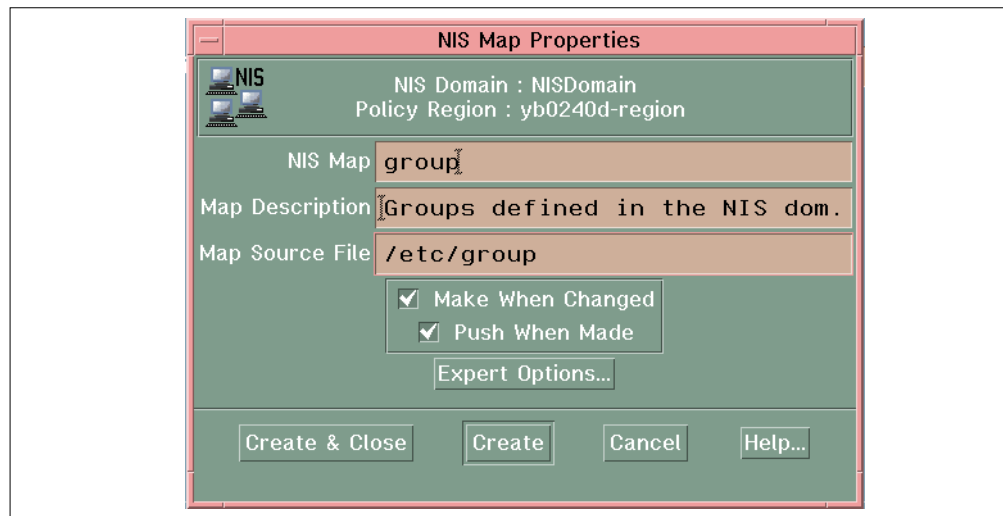 NIS Map Properties
NIS
NIS Domain : NISDomain
Policy Region : yb0240d-region
NIS Map group
Map Description Groups defined in the NIS dom.
Map Source File /etc/group
Make When Changed
Push When Made
Expert Options...
Create & Close Create Cancel Help...